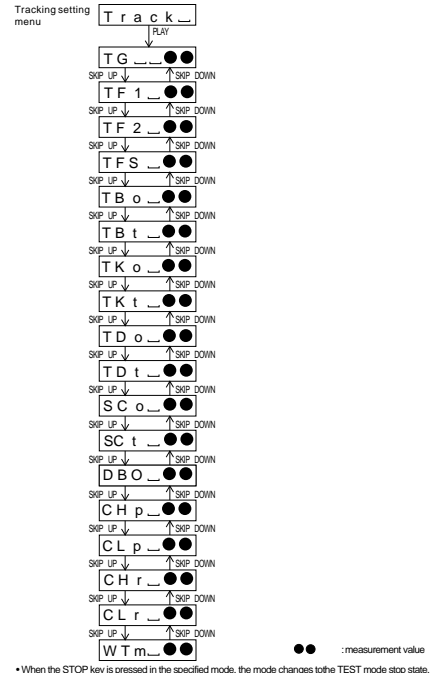 Tracking setting
menu
Track⎵
PLAY
TG⎵⎵●●
SKIP UP SKIP DOWN
TF1⎵●●
SKIP UP SKIP DOWN
TF2⎵●●
SKIP UP SKIP DOWN
TFS⎵●●
SKIP UP SKIP DOWN
TBo⎵●●
SKIP UP SKIP DOWN
TBt⎵●●
SKIP UP SKIP DOWN
TKo⎵●●
SKIP UP SKIP DOWN
TKt⎵●●
SKIP UP SKIP DOWN
TDo⎵●●
SKIP UP SKIP DOWN
TDt⎵●●
SKIP UP SKIP DOWN
SCo⎵●●
SKIP UP SKIP DOWN
SCt⎵●●
SKIP UP SKIP DOWN
DBO⎵●●
SKIP UP SKIP DOWN
CHp⎵●●
SKIP UP SKIP DOWN
CLp⎵●●
SKIP UP SKIP DOWN
CHr⎵●●
SKIP UP SKIP DOWN
CLr⎵●●
SKIP UP SKIP DOWN
WTm⎵●●
●● : measurement value
• When the STOP key is pressed in the specified mode, the mode changes tothe TEST mode stop state.